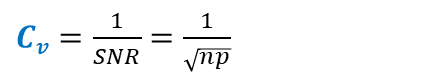 C_v = 1/SNR = 1/√(np)